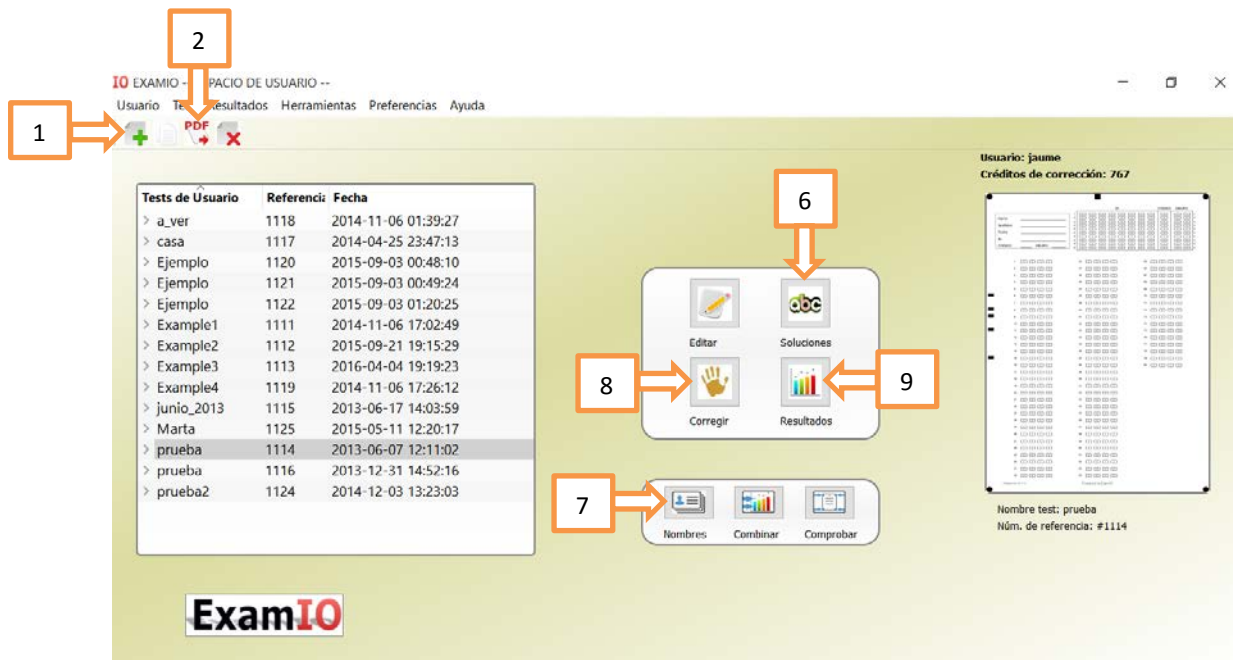 2
IO EXAMIO - PACIO DE USUARIO --
Usuario Te Resultados Herramientas Preferencias Ayuda
1
PDF
Usuario: jaume
Créditos de corrección: 767
Tests de Usuario Referencia Fecha
a_ver 1118 2014-11-06 01:39:27
casa 1117 2014-04-25 23:47:13
Ejemplo 1120 2015-09-03 00:48:10
Ejemplo 1121 2015-09-03 00:49:24
Ejemplo 1122 2015-09-03 01:20:25
Example1 1111 2014-11-06 17:02:49
Example2 1112 2015-09-21 19:15:29
Example3 1113 2016-04-04 19:19:23
Example4 1119 2014-11-06 17:26:12
junio_2013 1115 2013-06-17 14:03:59
Marta 1125 2015-05-11 12:20:17
prueba 1114 2013-06-07 12:11:02
prueba 1116 2013-12-31 14:52:16
prueba2 1124 2014-12-03 13:23:03
6
abc
Editar Soluciones
8
9
Corregir Resultados
7
Nombres Combinar Comprobar
Nombre test: prueba
Núm. de referencia: #1114
ExamIO